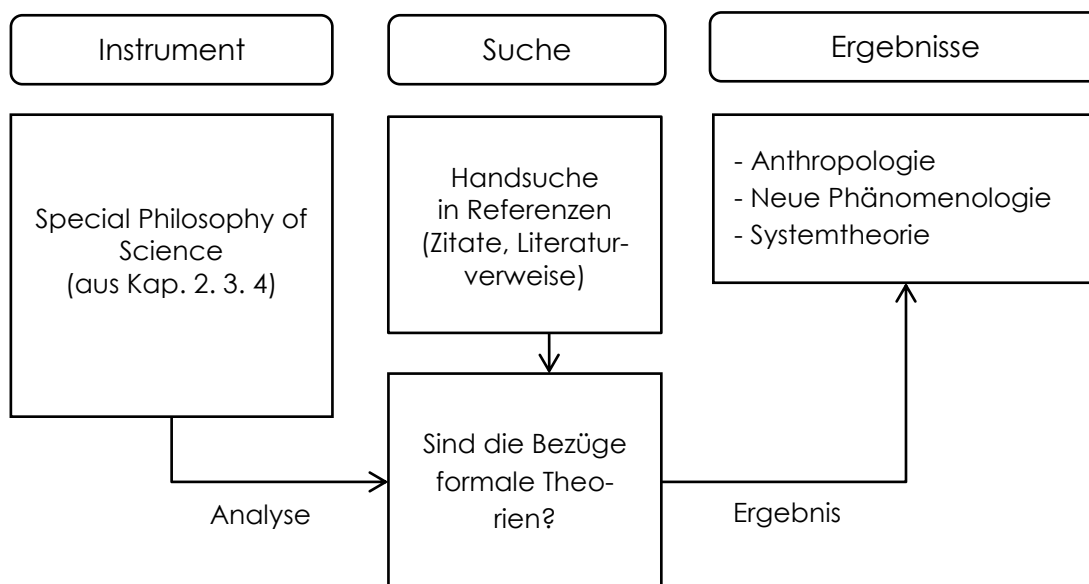 Instrument
Suche
Ergebnisse
Special Philosophy of
Science
(aus Kap. 2. 3. 4)
Handsuche
in Referenzen
(Zitate, Literatur-
verweise)
- Anthropologie
- Neue Phänomenologie
- Systemtheorie
Sind die Bezüge
formale Theo-
rien?
Analyse
Ergebnis